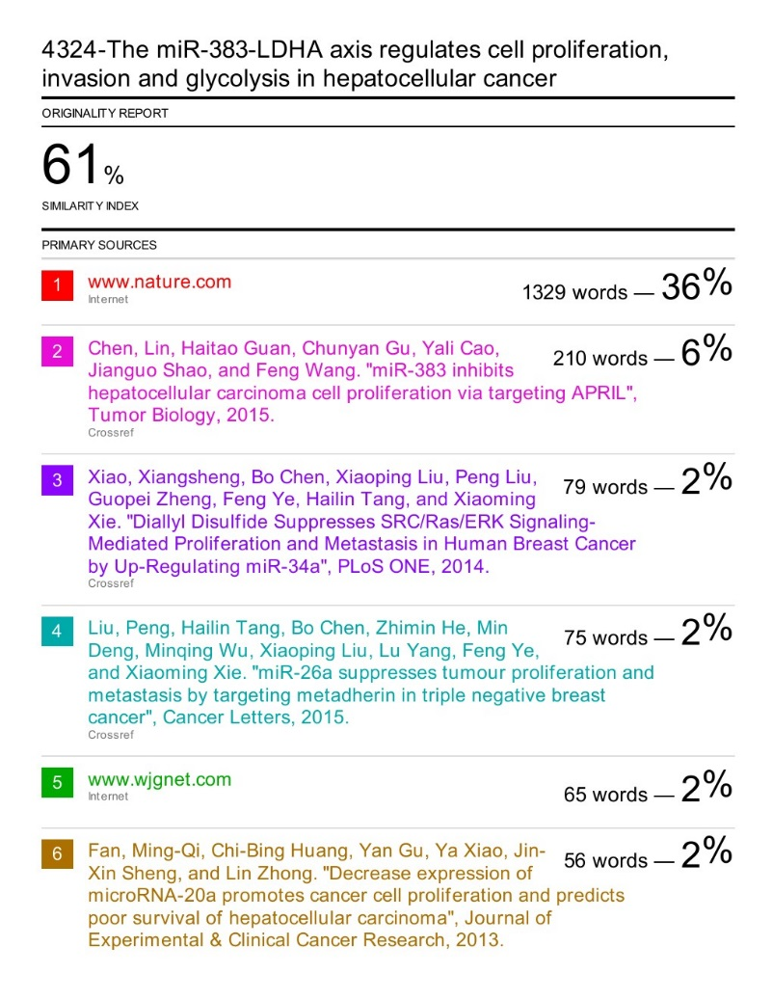 4324-The miR-383-LDHA axis regulates cell proliferation,
invasion and glycolysis in hepatocellular cancer
ORIGINALITY REPORT
61%
SIMILARITY INDEX
PRIMARY SOURCES
1
www.nature.com
Internet
1329 words — 36%
2
Chen, Lin, Haitao Guan, Chunyan Gu, Yali Cao,
Jianguo Shao, and Feng Wang. "miR-383 inhibits
hepatocellular carcinoma cell proliferation via targeting APRIL",
Tumor Biology, 2015.
Crossref
210 words — 6%
3
Xiao, Xiangsheng, Bo Chen, Xiaoping Liu, Peng Liu,
Guopei Zheng, Feng Ye, Hailin Tang, and Xiaoming
Xie. "Diallyl Disulfide Suppresses SRC/Ras/ERK Signaling-
Mediated Proliferation and Metastasis in Human Breast Cancer
by Up-Regulating miR-34a", PLoS ONE, 2014.
Crossref
79 words — 2%
4
Liu, Peng, Hailin Tang, Bo Chen, Zhimin He, Min
Deng, Minqing Wu, Xiaoping Liu, Lu Yang, Feng Ye,
and Xiaoming Xie. "miR-26a suppresses tumour proliferation and
metastasis by targeting metadherin in triple negative breast
cancer", Cancer Letters, 2015.
Crossref
75 words — 2%
5
www.wjgnet.com
Internet
65 words — 2%
6
Fan, Ming-Qi, Chi-Bing Huang, Yan Gu, Ya Xiao, Jin-
Xin Sheng, and Lin Zhong. "Decrease expression of
microRNA-20a promotes cancer cell proliferation and predicts
poor survival of hepatocellular carcinoma", Journal of
Experimental & Clinical Cancer Research, 2013.
56 words — 2%